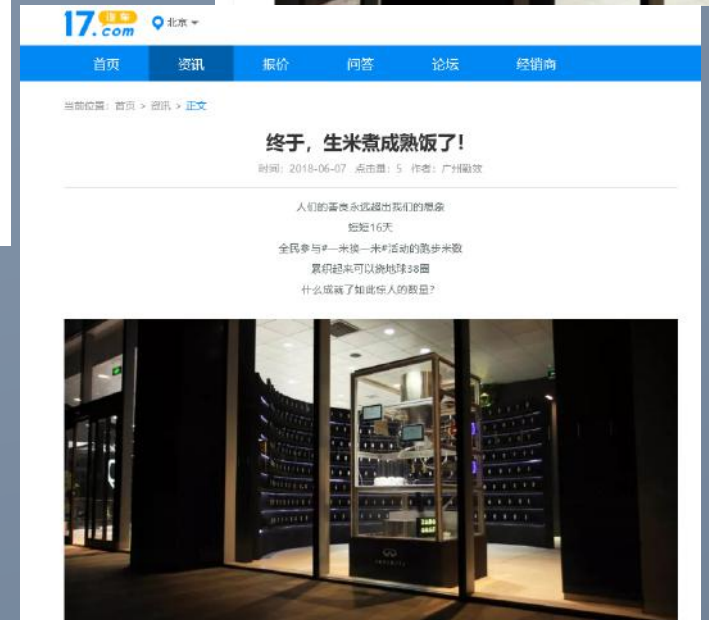 17.com
北京
首页 资讯 报价 问答 论坛 经销商
当前位置：首页 > 资讯 > 正文
终于，生米煮成熟饭了！
时间：2018-06-07 点击量：5 作者：广州勤效
人们的善良永远超出我们的想象
短短16天
全民参与#一米换一米#活动的跑步米数
累积起来可以绕地球38圈
什么成就了如此惊人的数量？
INFINITI